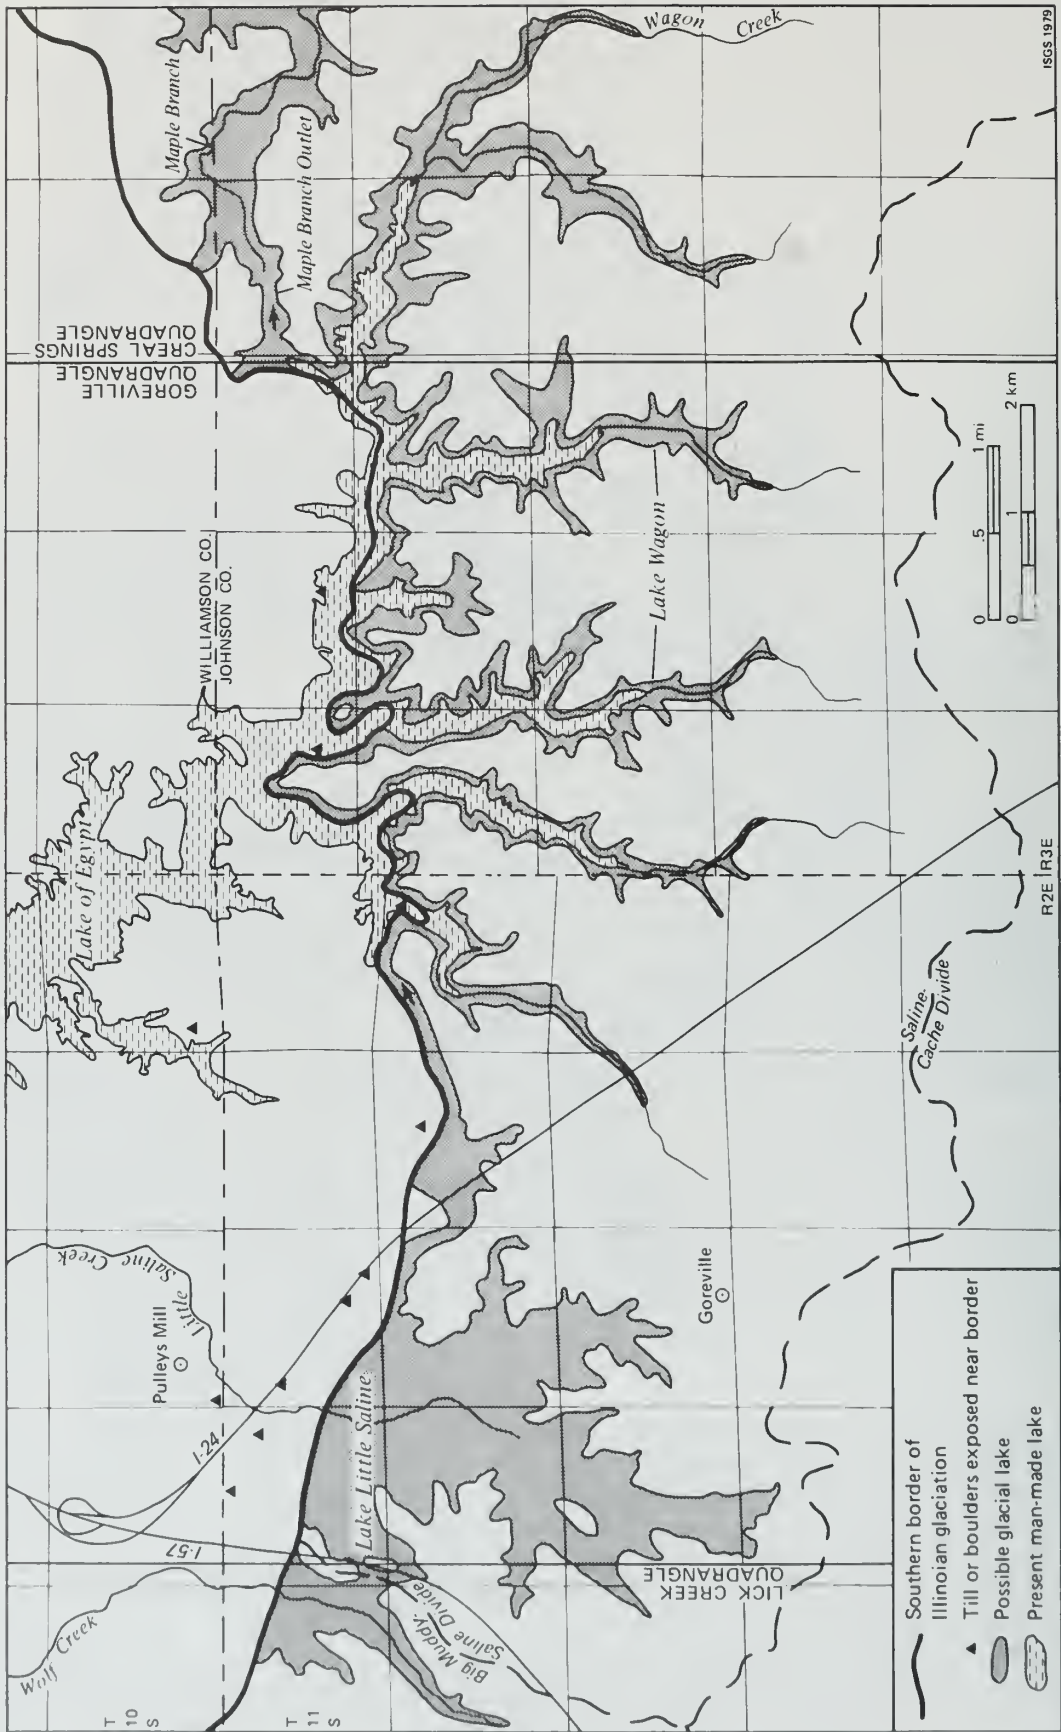 Wolf Creek
T
10
S
T
11
S
I-57
I-24
Pulleys Mill
Little
Saline Creek
Lake of Egypt
WILLIAMSON CO.
JOHNSON CO.
GOREVILLE
QUADRANGLE
CREAL SPRINGS
QUADRANGLE
Maple Branch
Maple Branch Outlet
Wagon
Creek
Lake Little Saline
Big Muddy-
Saline Divide
LICK CREEK
QUADRANGLE
Goreville
Lake Wagon
Saline-
Cache Divide
R2E
R3E
0
.5
1 mi
0
1
2 km
Southern border of
Illinoian glaciation
Till or boulders exposed near border
Possible glacial lake
Present man-made lake
ISGS 1979